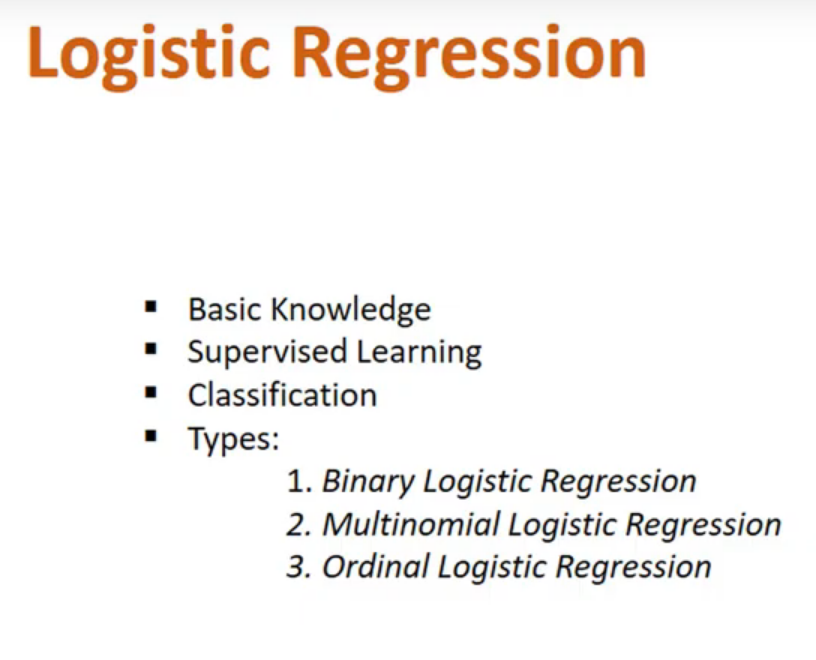 Logistic Regression
▪ Basic Knowledge
▪ Supervised Learning
▪ Classification
▪ Types:
1. Binary Logistic Regression
2. Multinomial Logistic Regression
3. Ordinal Logistic Regression